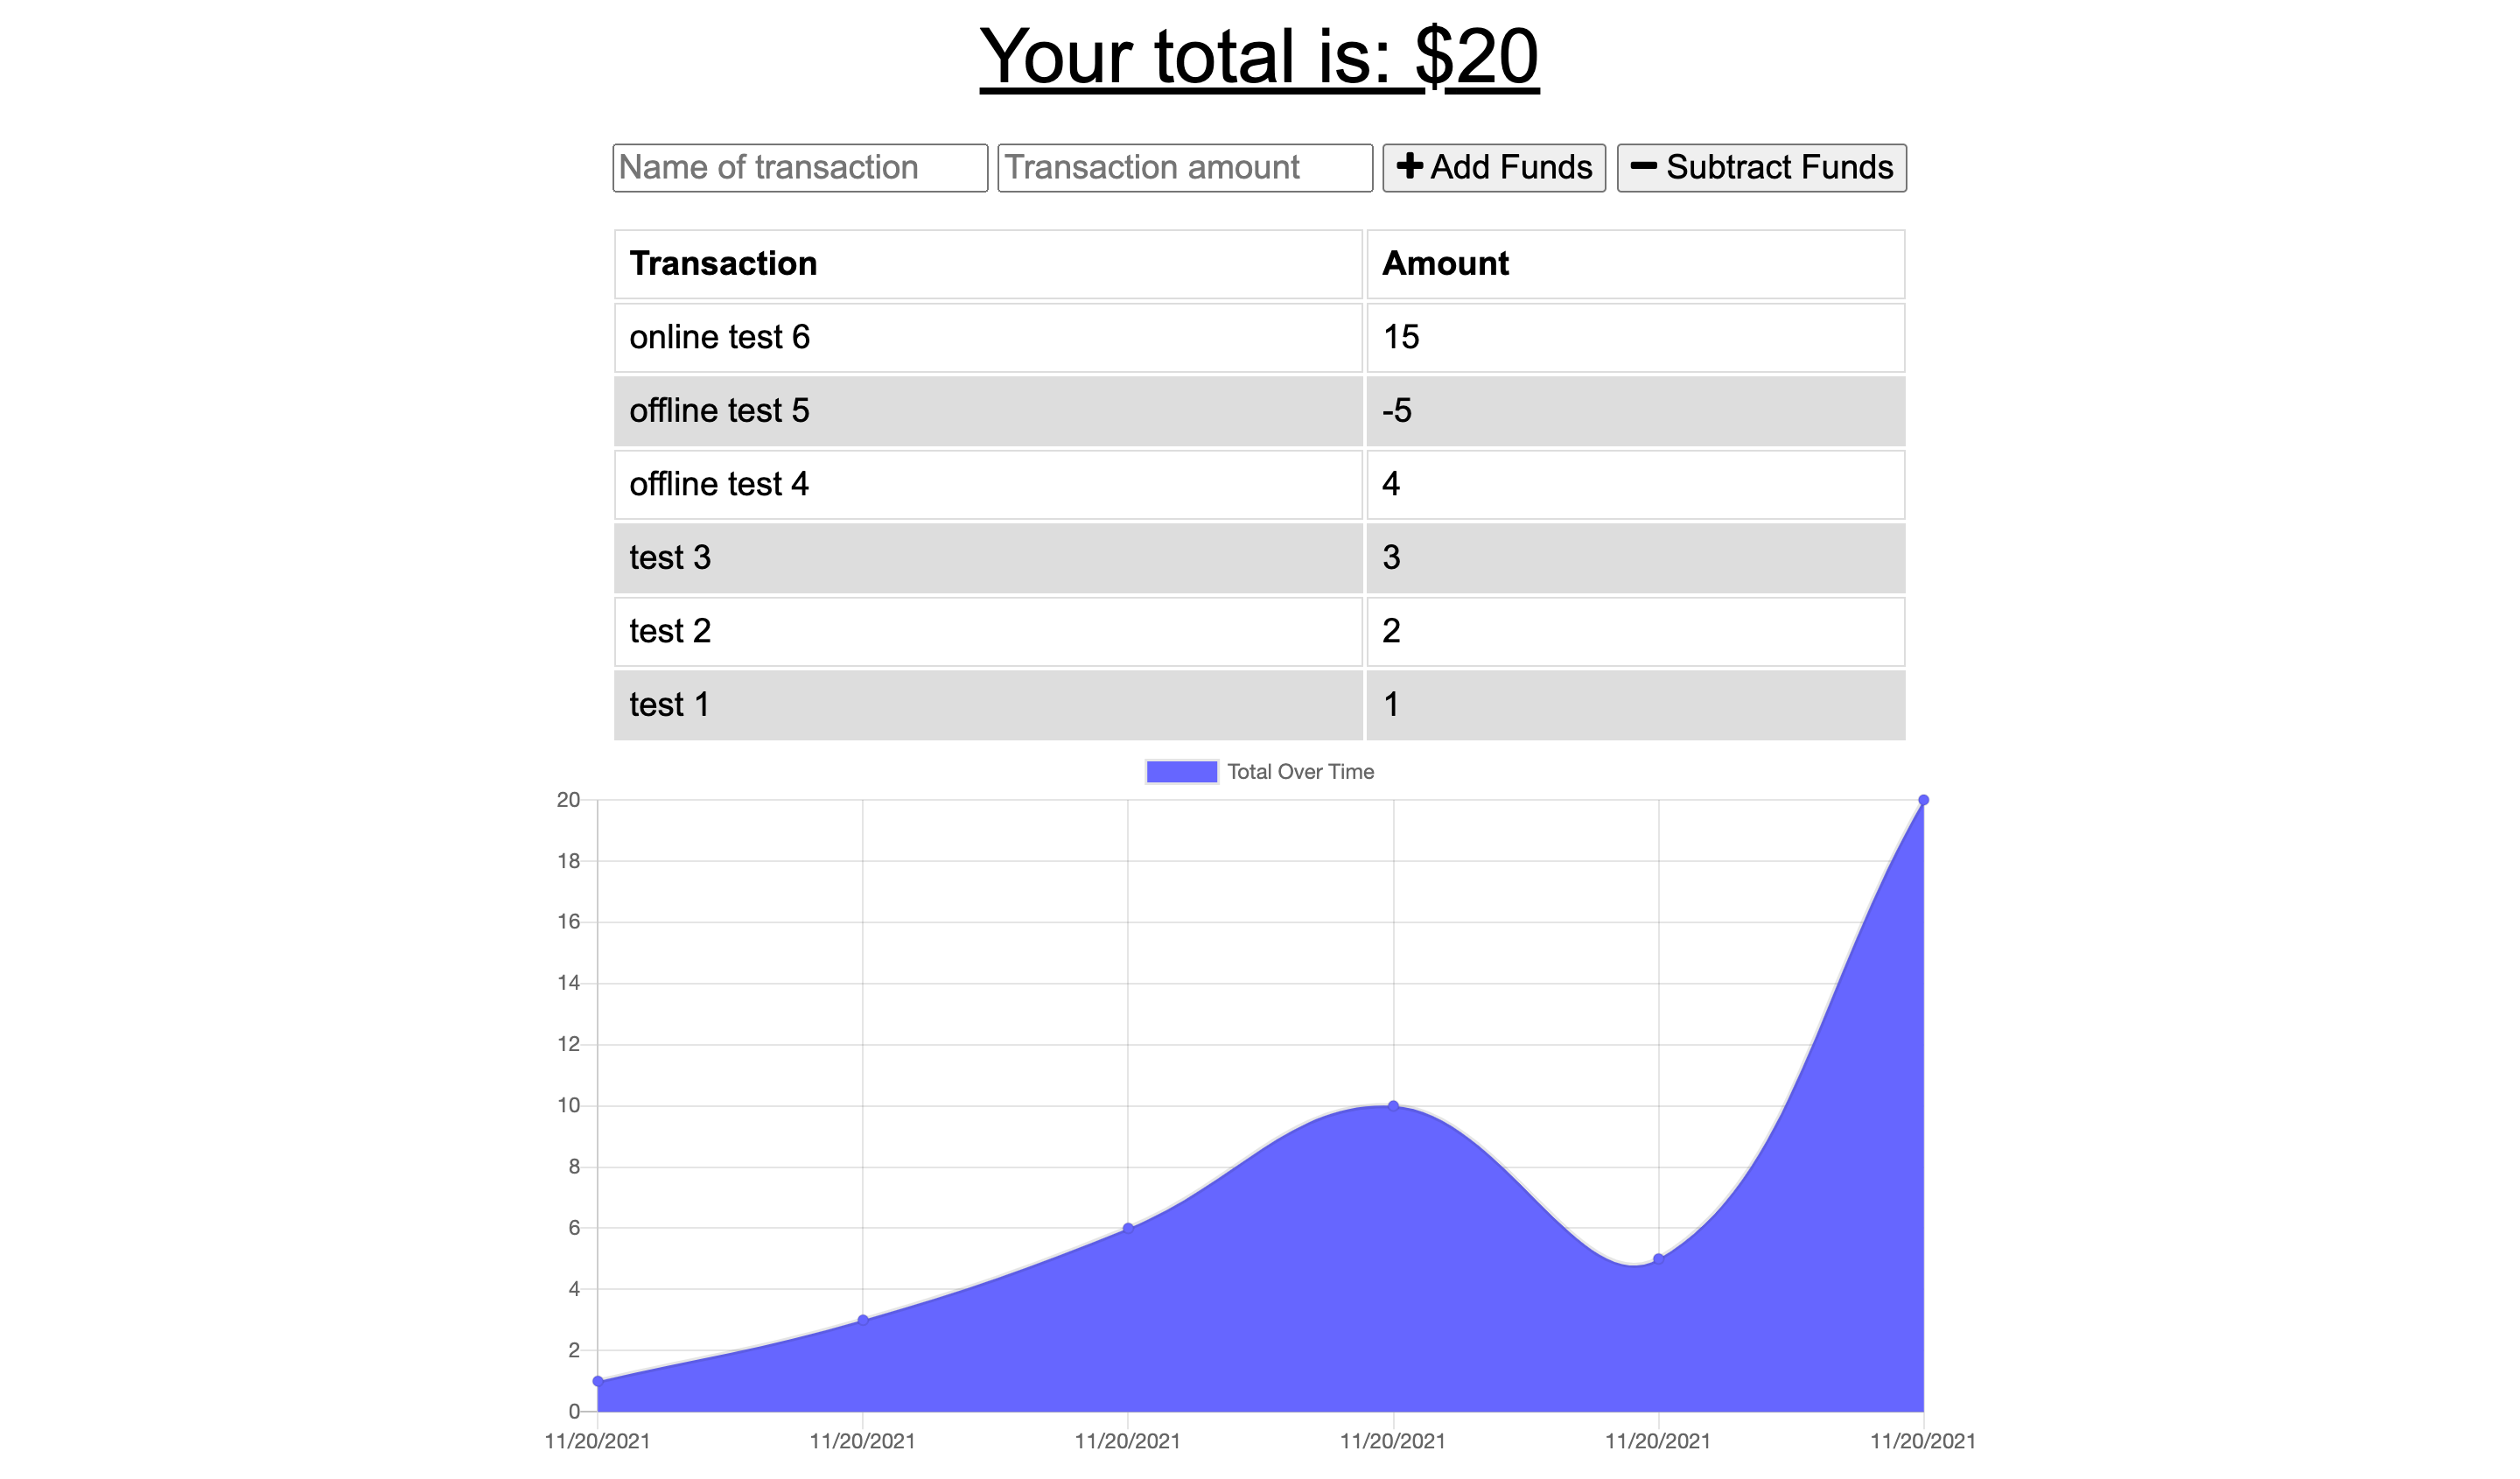 Your total is: $20
Name of transaction Transaction amount Add Funds Subtract Funds
Transaction Amount
online test 6 15
offline test 5 -5
offline test 4 4
test 3 3
test 2 2
test 1 1
Total Over Time
20
18
16
14
12
10
8
6
4
2
0
11/20/2021 11/20/2021 11/20/2021 11/20/2021 11/20/2021 11/20/2021